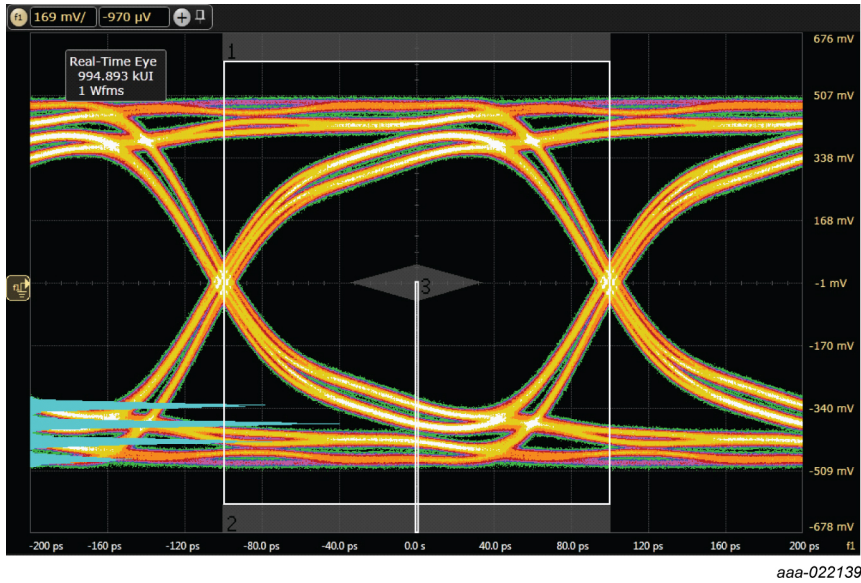 f1 169 mV/ -970 µV +
1
676 mV
Real-Time Eye
994.893 kUI
1 Wfms
507 mV
338 mV
168 mV
3
-1 mV
-170 mV
-340 mV
-509 mV
2
-678 mV
-200 ps -160 ps -120 ps -80.0 ps -40.0 ps 0.0 s 40.0 ps 80.0 ps 120 ps 160 ps 200 ps f1
aaa-022139